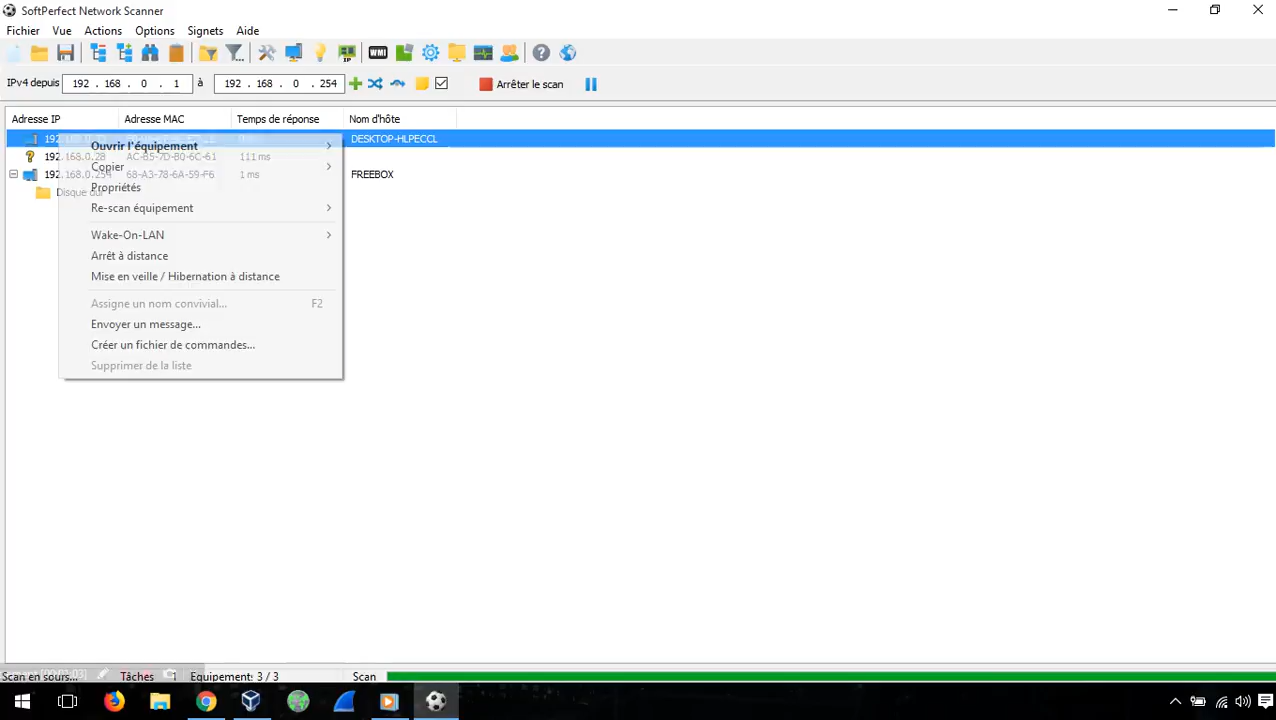 SoftPerfect Network Scanner
Fichier Vue Actions Options Signets Aide
WMI IP
IPv4 depuis 192 . 168 . 0 . 1 à 192 . 168 . 0 . 254 Arrêter le scan
Adresse IP Adresse MAC Temps de réponse Nom d'hôte
DESKTOP-HLPECCL
Ouvrir l'équipement
192.168.0.28 AC-B5-7D-B0-6C-61 111 ms
Copier
192.168.0.254 68-A3-78-6A-59-F6 1 ms FREEBOX
Propriétés
Disque dur
Re-scan équipement
Wake-On-LAN
Arrêt à distance
Mise en veille / Hibernation à distance
Assigne un nom convivial... F2
Envoyer un message...
Créer un fichier de commandes...
Supprimer de la liste
Scan en cours... Tâches 1 Equipement: 3 / 3 Scan